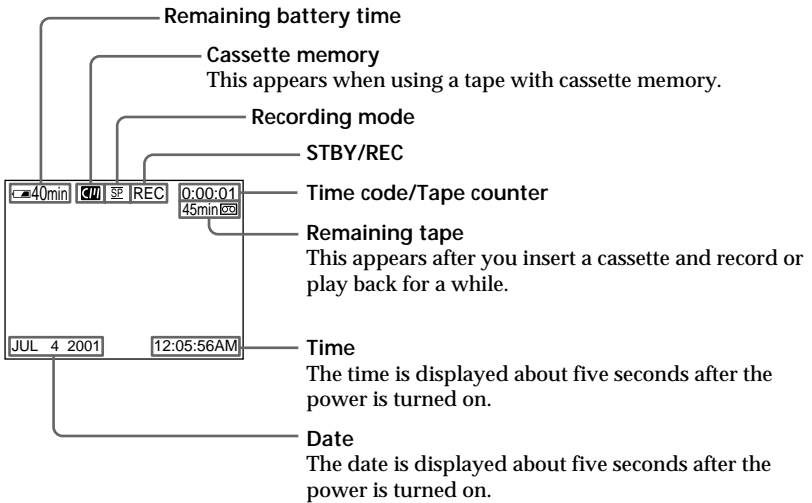 Remaining battery time
Cassette memory
This appears when using a tape with cassette memory.
Recording mode
STBY/REC
40min
SP
REC
0:00:01
Time code/Tape counter
45min
Remaining tape
This appears after you insert a cassette and record or
play back for a while.
JUL 4 2001
12:05:56AM
Time
The time is displayed about five seconds after the
power is turned on.
Date
The date is displayed about five seconds after the
power is turned on.